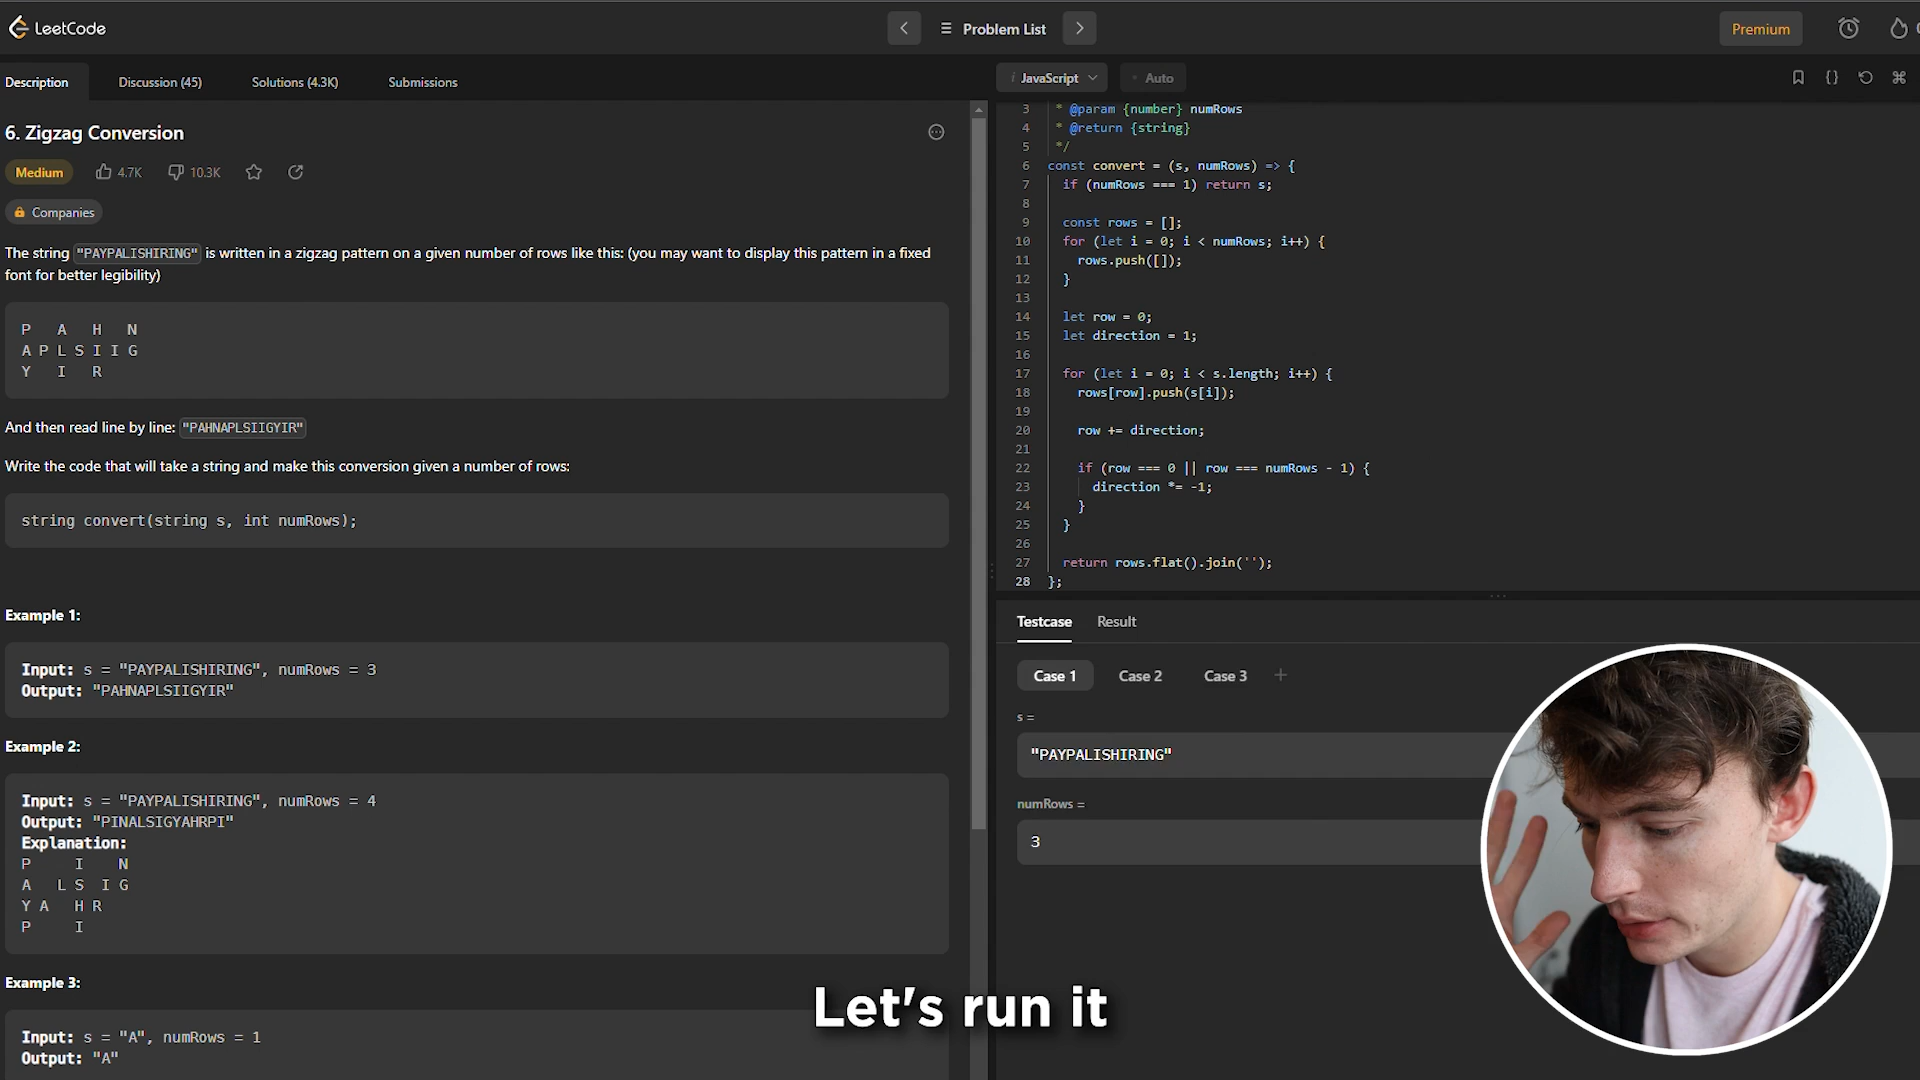 LeetCode
Problem List
Premium
Description
Discussion (45)
Solutions (4.3K)
Submissions
6. Zigzag Conversion
Medium
4.7K
10.3K
Companies
The string "PAYPALISHIRING" is written in a zigzag pattern on a given number of rows like this: (you may want to display this pattern in a fixed
font for better legibility)
P   A   H   N
A P L S I I G
Y   I   R
And then read line by line: "PAHNAPLSIIGYIR"
Write the code that will take a string and make this conversion given a number of rows:
string convert(string s, int numRows);
Example 1:
Input: s = "PAYPALISHIRING", numRows = 3
Output: "PAHNAPLSIIGYIR"
Example 2:
Input: s = "PAYPALISHIRING", numRows = 4
Output: "PINALSIGYAHRPI"
Explanation:
P     I    N
A   L S  I G
Y A   H R
P     I
Example 3:
Input: s = "A", numRows = 1
Output: "A"
i JavaScript
Auto
{}
3 * @param {number} numRows
4 * @return {string}
5 */
6 const convert = (s, numRows) => {
7 if (numRows === 1) return s;
8
9 const rows = [];
10 for (let i = 0; i < numRows; i++) {
11 rows.push([]);
12 }
13
14 let row = 0;
15 let direction = 1;
16
17 for (let i = 0; i < s.length; i++) {
18 rows[row].push(s[i]);
19
20 row += direction;
21
22 if (row === 0 || row === numRows - 1) {
23 direction *= -1;
24 }
25 }
26
27 return rows.flat().join('');
28 };
Testcase
Result
Case 1
Case 2
Case 3
+
s =
"PAYPALISHIRING"
numRows =
3
Let's run it